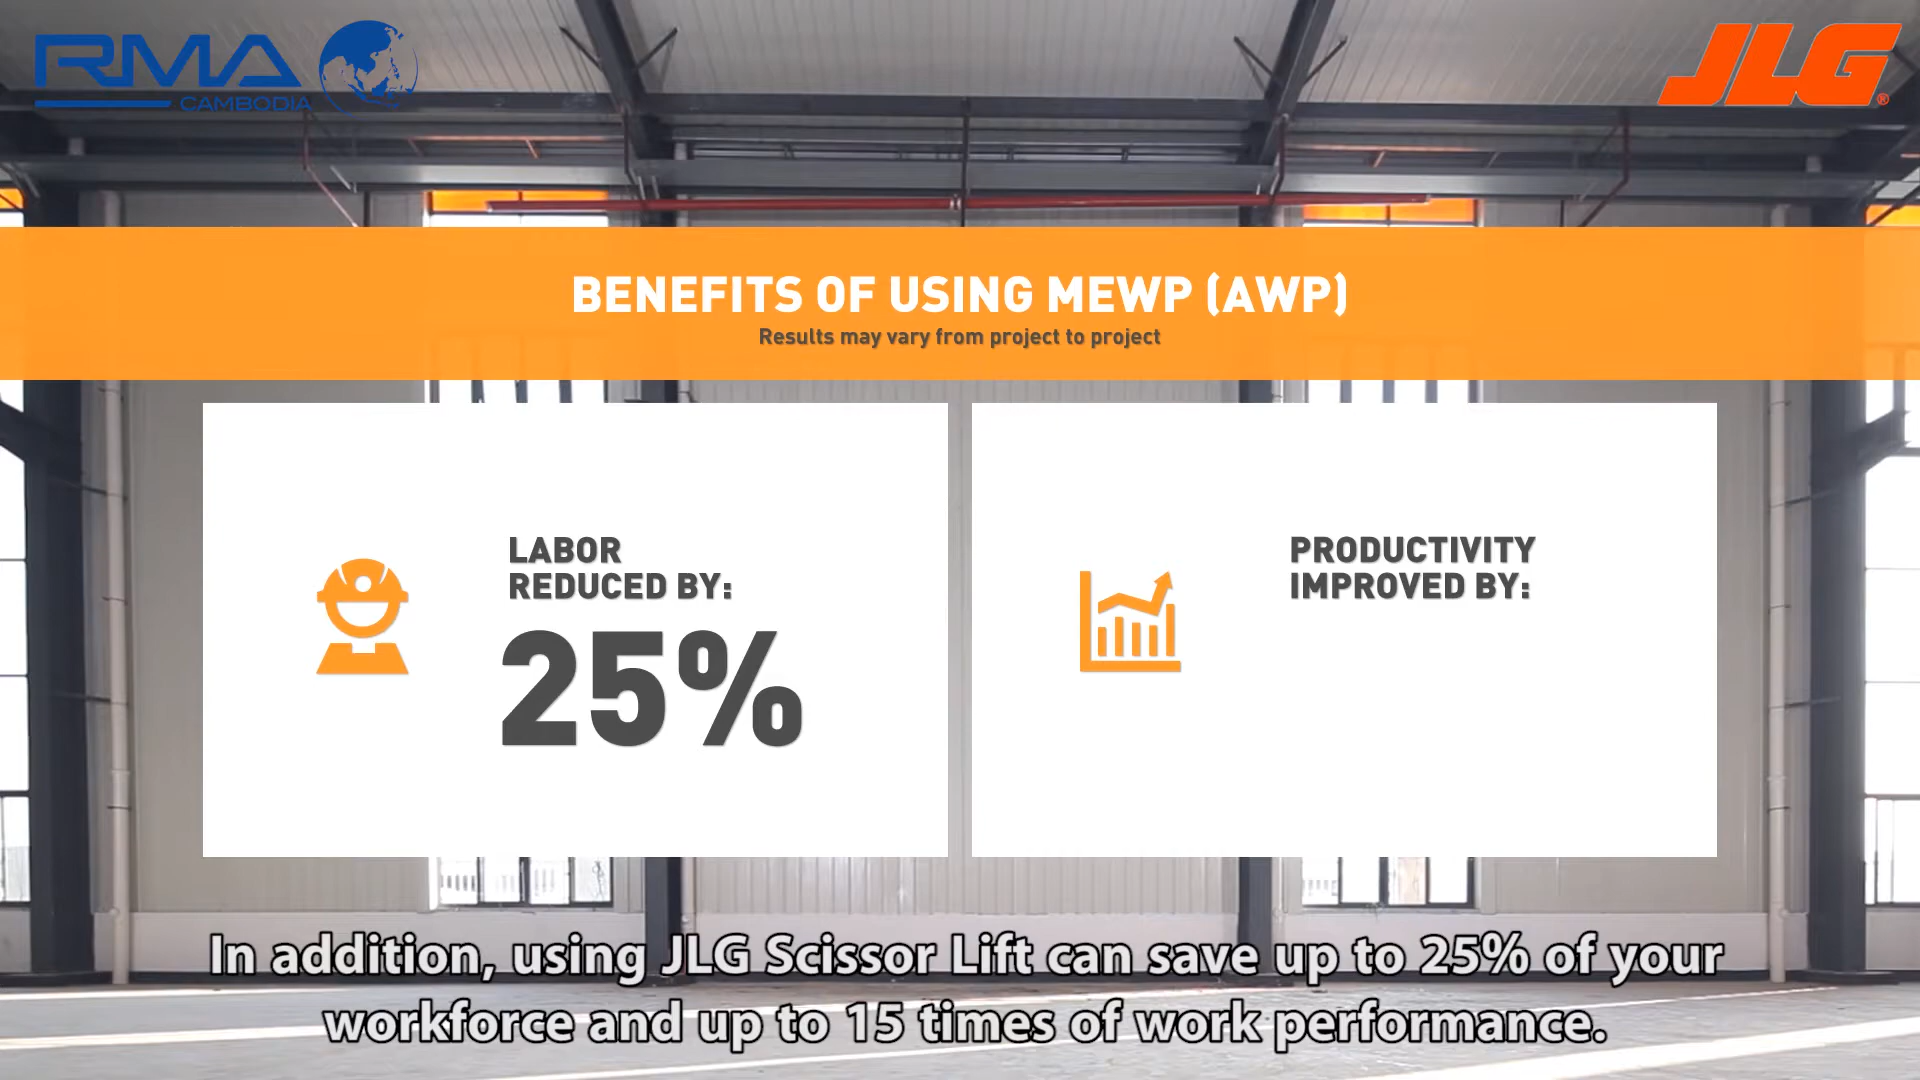 RMA
CAMBODIA
JLG®
BENEFITS OF USING MEWP (AWP)
Results may vary from project to project
LABOR
REDUCED BY:
25%
PRODUCTIVITY
IMPROVED BY:
In addition, using JLG Scissor Lift can save up to 25% of your
workforce and up to 15 times of work performance.